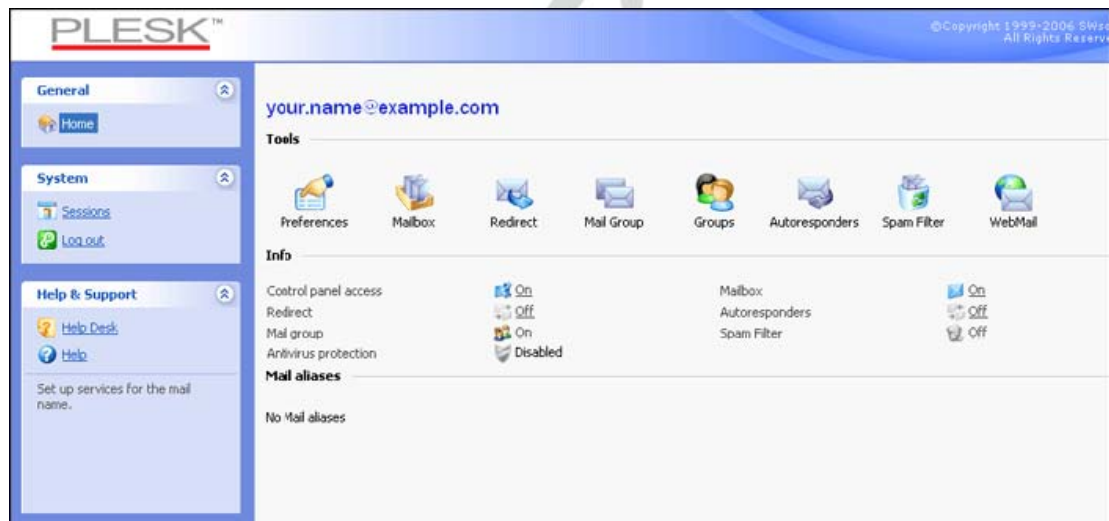 PLESK™
©Copyright 1999-2006 SWso
All Rights Reserve
General
Home
System
Sessions
Log out
Help & Support
Help Desk
Help
Set up services for the mail
name.
your.name@example.com
Tools
Preferences Mailbox Redirect Mail Group Groups Autoresponders Spam Filter WebMail
Info
Control panel access On Mailbox On
Redirect Off Autoresponders Off
Mail group On Spam Filter Off
Antivirus protection Disabled
Mail aliases
No Mail aliases